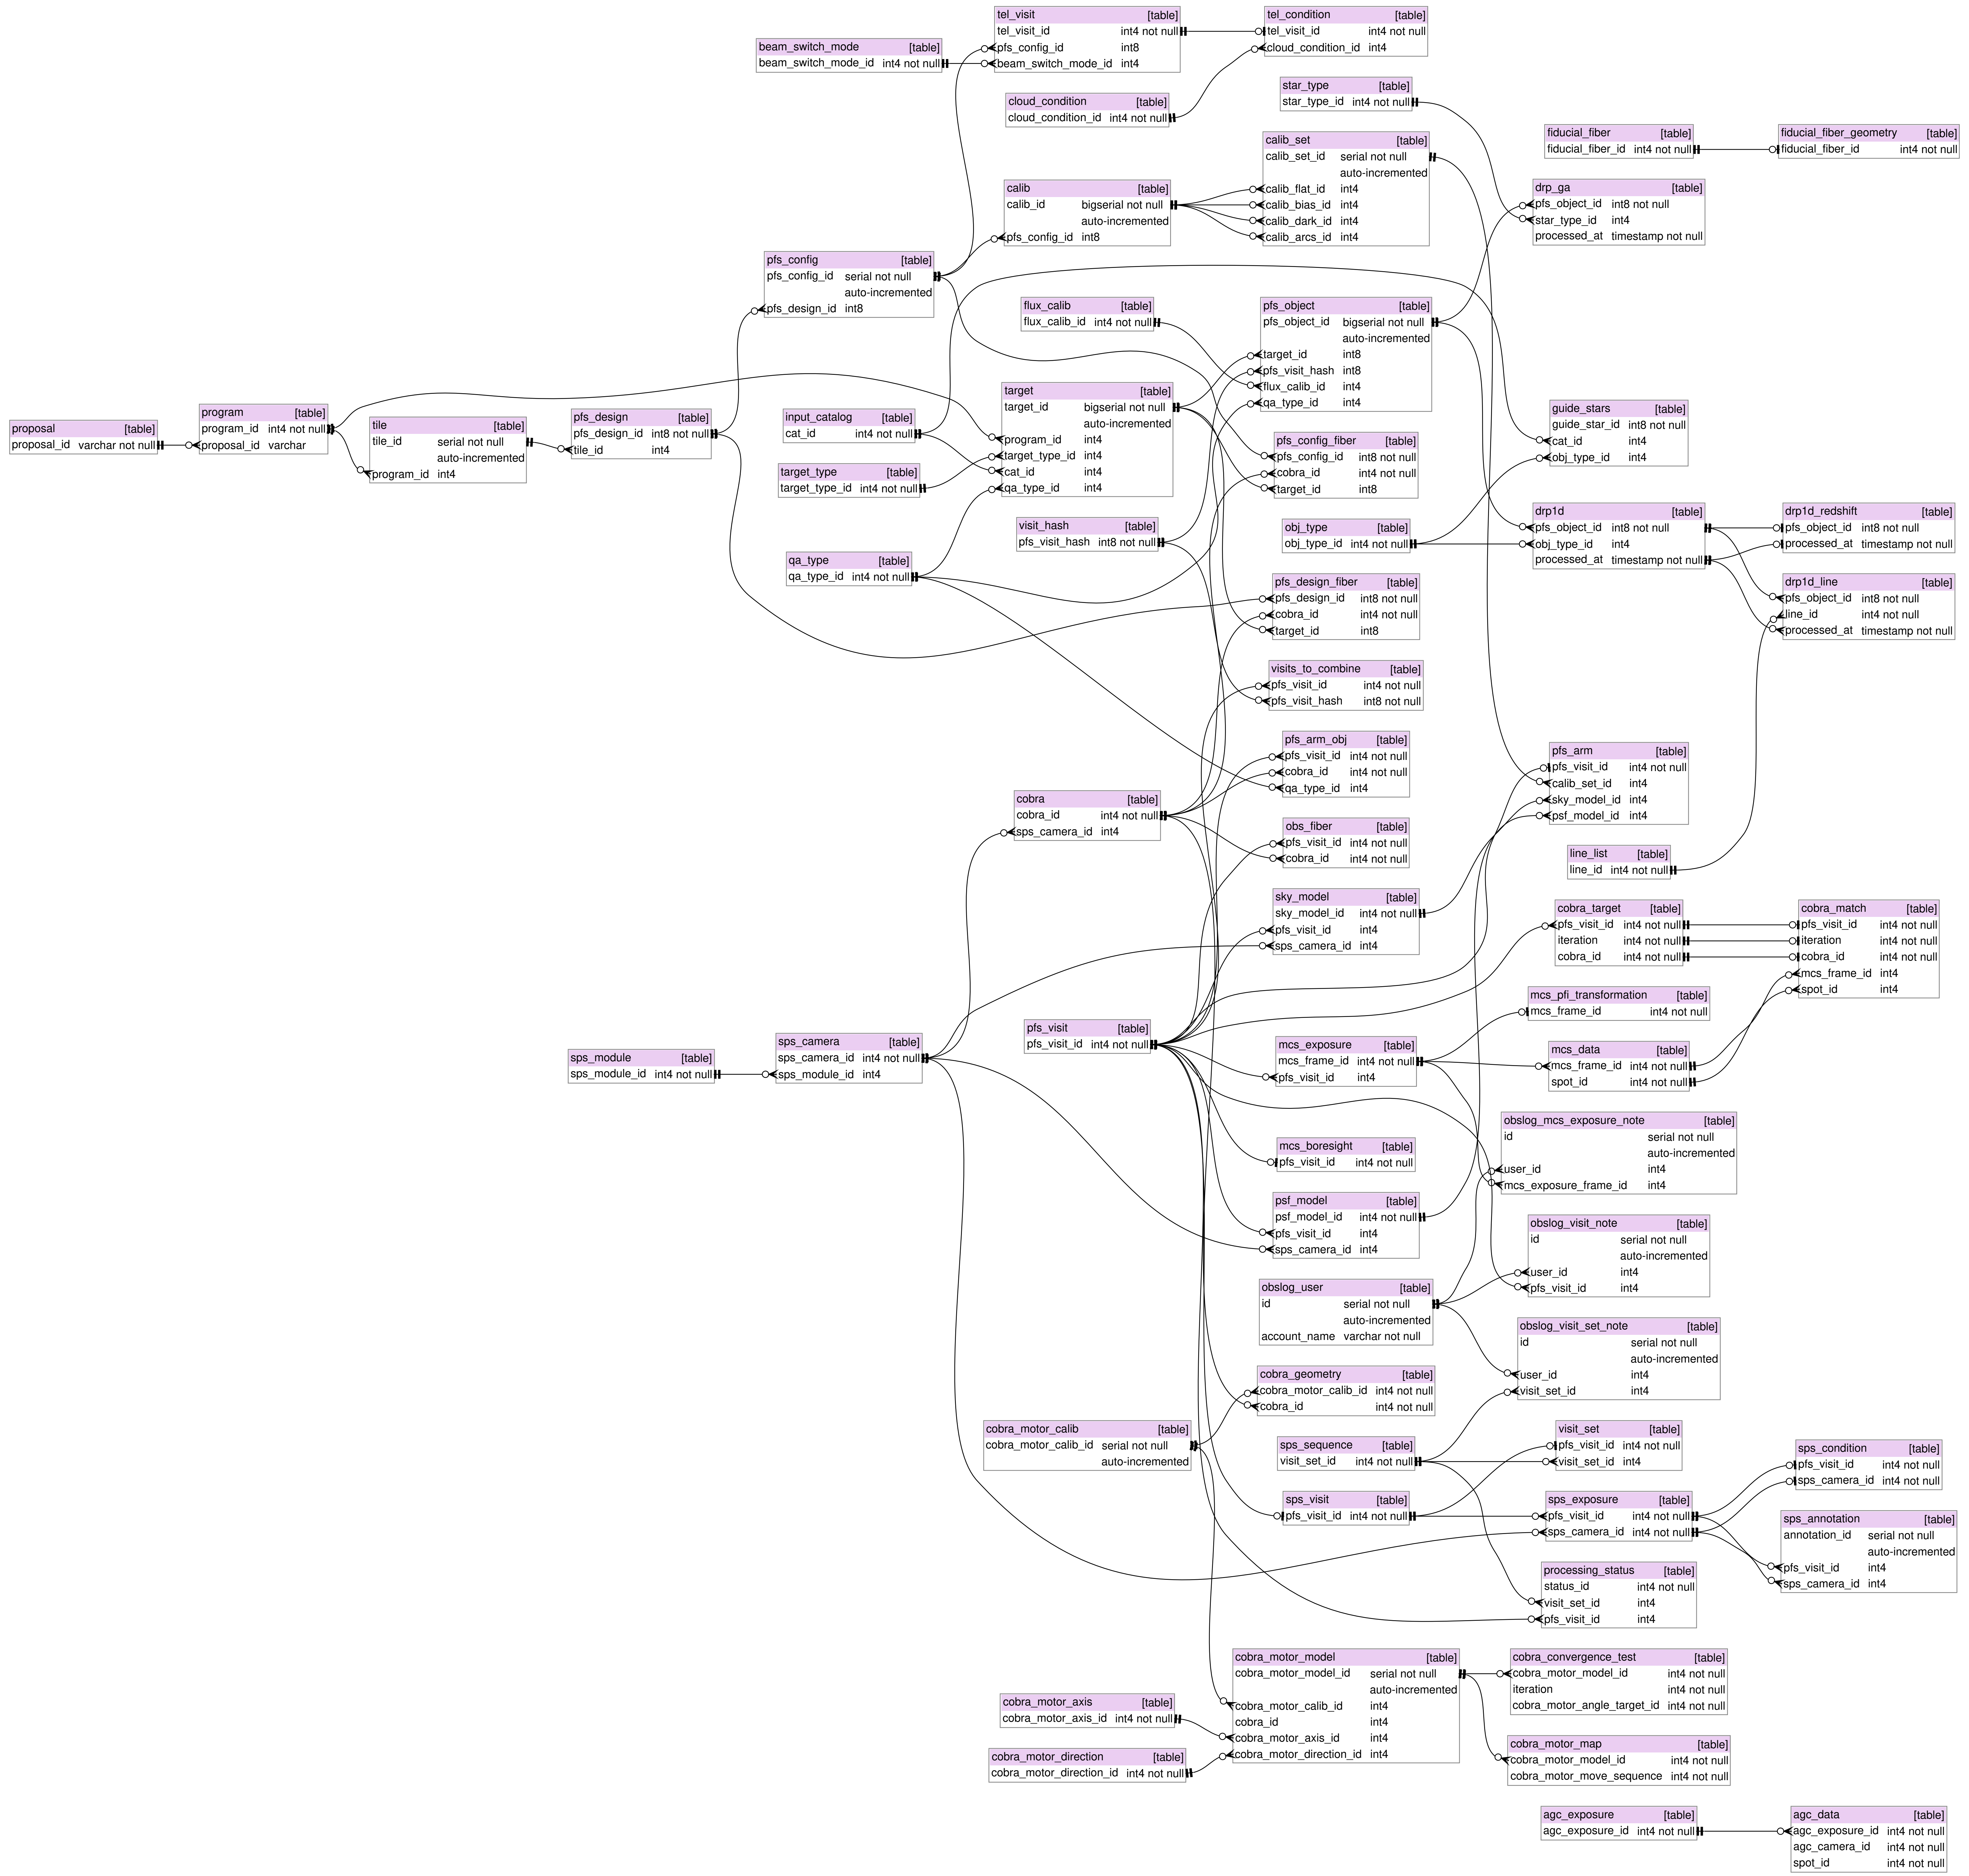 tel_visit [table]
tel_visit_id int4 not null
pfs_config_id int8
beam_switch_mode_id int4
tel_condition [table]
tel_visit_id int4 not null
cloud_condition_id int4
beam_switch_mode [table]
beam_switch_mode_id int4 not null
cloud_condition [table]
cloud_condition_id int4 not null
star_type [table]
star_type_id int4 not null
fiducial_fiber [table]
fiducial_fiber_id int4 not null
fiducial_fiber_geometry [table]
fiducial_fiber_id int4 not null
calib_set [table]
calib_set_id serial not null
auto-incremented
calib_flat_id int4
calib_bias_id int4
calib_dark_id int4
calib_arcs_id int4
calib [table]
calib_id bigserial not null
auto-incremented
pfs_config_id int8
drp_ga [table]
pfs_object_id int8 not null
star_type_id int4
processed_at timestamp not null
pfs_config [table]
pfs_config_id serial not null
auto-incremented
pfs_design_id int8
flux_calib [table]
flux_calib_id int4 not null
pfs_object [table]
pfs_object_id bigserial not null
auto-incremented
target_id int8
pfs_visit_hash int8
flux_calib_id int4
qa_type_id int4
proposal [table]
proposal_id varchar not null
program [table]
program_id int4 not null
proposal_id varchar
tile [table]
tile_id serial not null
auto-incremented
program_id int4
pfs_design [table]
pfs_design_id int8 not null
tile_id int4
input_catalog [table]
cat_id int4 not null
target_type [table]
target_type_id int4 not null
target [table]
target_id bigserial not null
auto-incremented
program_id int4
target_type_id int4
cat_id int4
qa_type_id int4
pfs_config_fiber [table]
pfs_config_id int8 not null
cobra_id int4 not null
target_id int8
guide_stars [table]
guide_star_id int8 not null
cat_id int4
obj_type_id int4
visit_hash [table]
pfs_visit_hash int8 not null
obj_type [table]
obj_type_id int4 not null
drp1d [table]
pfs_object_id int8 not null
obj_type_id int4
processed_at timestamp not null
drp1d_redshift [table]
pfs_object_id int8 not null
processed_at timestamp not null
qa_type [table]
qa_type_id int4 not null
pfs_design_fiber [table]
pfs_design_id int8 not null
cobra_id int4 not null
target_id int8
drp1d_line [table]
pfs_object_id int8 not null
line_id int4 not null
processed_at timestamp not null
visits_to_combine [table]
pfs_visit_id int4 not null
pfs_visit_hash int8 not null
pfs_arm_obj [table]
pfs_visit_id int4 not null
cobra_id int4 not null
qa_type_id int4
pfs_arm [table]
pfs_visit_id int4 not null
calib_set_id int4
sky_model_id int4
psf_model_id int4
cobra [table]
cobra_id int4 not null
sps_camera_id int4
obs_fiber [table]
pfs_visit_id int4 not null
cobra_id int4 not null
line_list [table]
line_id int4 not null
sky_model [table]
sky_model_id int4 not null
pfs_visit_id int4
sps_camera_id int4
cobra_target [table]
pfs_visit_id int4 not null
iteration int4 not null
cobra_id int4 not null
cobra_match [table]
pfs_visit_id int4 not null
iteration int4 not null
cobra_id int4 not null
mcs_frame_id int4
spot_id int4
mcs_pfi_transformation [table]
mcs_frame_id int4 not null
sps_module [table]
sps_module_id int4 not null
sps_camera [table]
sps_camera_id int4 not null
sps_module_id int4
pfs_visit [table]
pfs_visit_id int4 not null
mcs_exposure [table]
mcs_frame_id int4 not null
pfs_visit_id int4
mcs_data [table]
mcs_frame_id int4 not null
spot_id int4 not null
obslog_mcs_exposure_note [table]
id serial not null
auto-incremented
user_id int4
mcs_exposure_frame_id int4
mcs_boresight [table]
pfs_visit_id int4 not null
psf_model [table]
psf_model_id int4 not null
pfs_visit_id int4
sps_camera_id int4
obslog_visit_note [table]
id serial not null
auto-incremented
user_id int4
pfs_visit_id int4
obslog_user [table]
id serial not null
auto-incremented
account_name varchar not null
obslog_visit_set_note [table]
id serial not null
auto-incremented
user_id int4
visit_set_id int4
cobra_geometry [table]
cobra_motor_calib_id int4 not null
cobra_id int4 not null
cobra_motor_calib [table]
cobra_motor_calib_id serial not null
auto-incremented
sps_sequence [table]
visit_set_id int4 not null
visit_set [table]
pfs_visit_id int4 not null
visit_set_id int4
sps_condition [table]
pfs_visit_id int4 not null
sps_camera_id int4 not null
sps_visit [table]
pfs_visit_id int4 not null
sps_exposure [table]
pfs_visit_id int4 not null
sps_camera_id int4 not null
sps_annotation [table]
annotation_id serial not null
auto-incremented
pfs_visit_id int4
sps_camera_id int4
processing_status [table]
status_id int4 not null
visit_set_id int4
pfs_visit_id int4
cobra_motor_model [table]
cobra_motor_model_id serial not null
auto-incremented
cobra_motor_calib_id int4
cobra_id int4
cobra_motor_axis_id int4
cobra_motor_direction_id int4
cobra_convergence_test [table]
cobra_motor_model_id int4 not null
iteration int4 not null
cobra_motor_angle_target_id int4 not null
cobra_motor_axis [table]
cobra_motor_axis_id int4 not null
cobra_motor_direction [table]
cobra_motor_direction_id int4 not null
cobra_motor_map [table]
cobra_motor_model_id int4 not null
cobra_motor_move_sequence int4 not null
agc_exposure [table]
agc_exposure_id int4 not null
agc_data [table]
agc_exposure_id int4 not null
agc_camera_id int4 not null
spot_id int4 not null